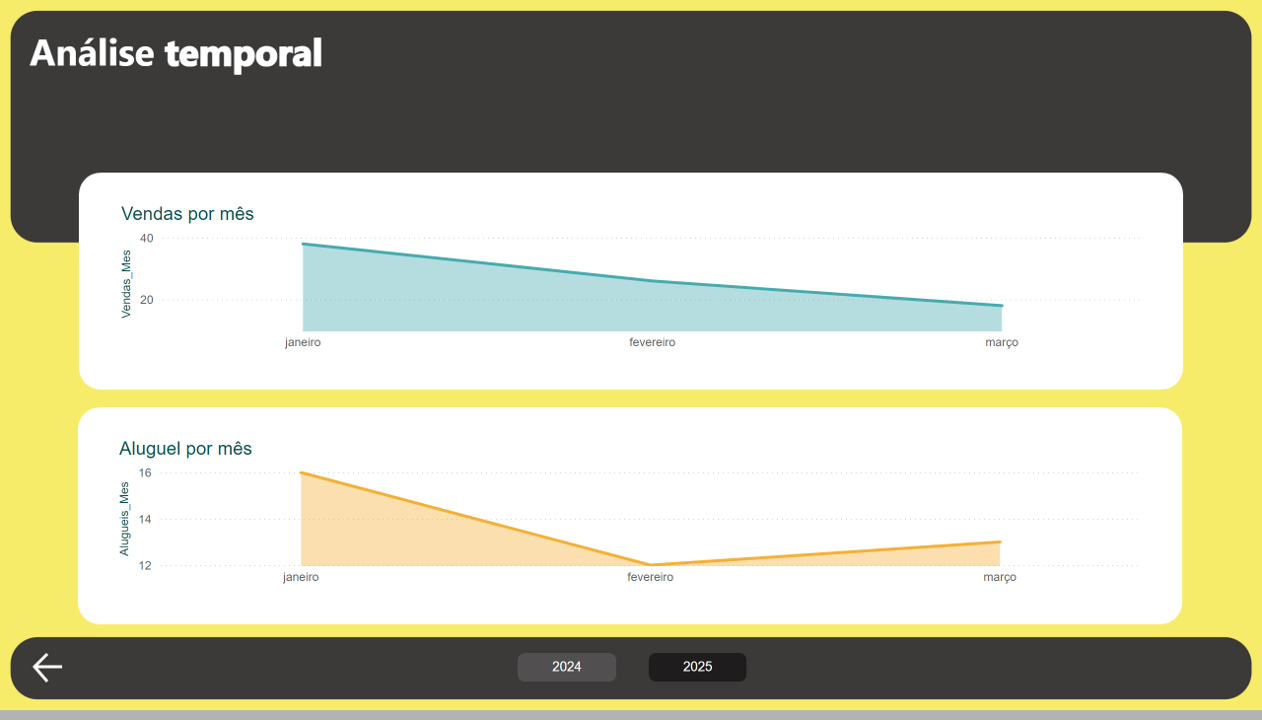 Análise temporal
Vendas por mês
40
20
Vendas_Mes
janeiro fevereiro março
Aluguel por mês
16
14
12
Alugueis_Mes
janeiro fevereiro março
2024 2025